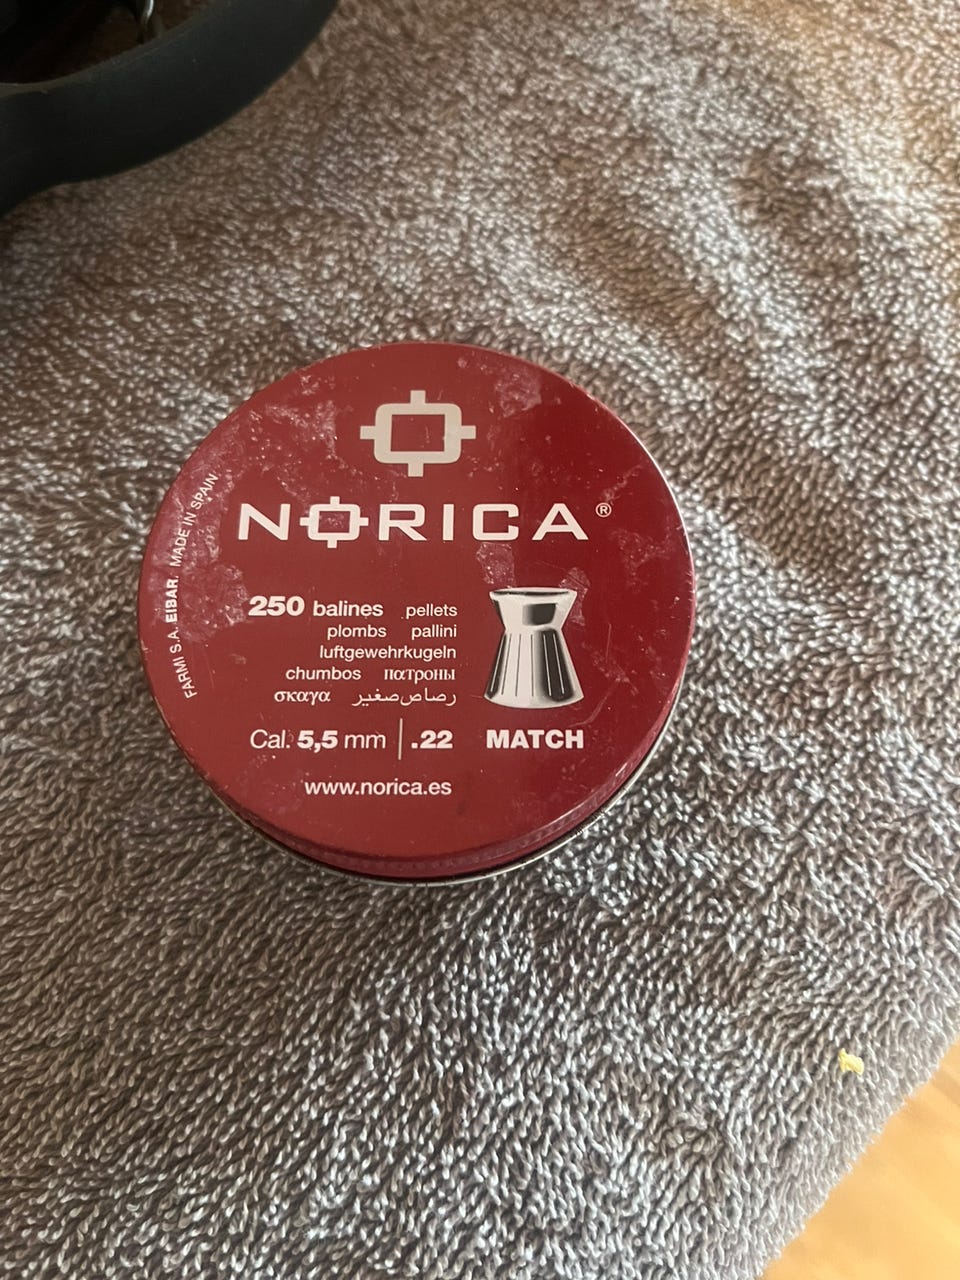 NORICA®
FARMI S.A. EIBAR. MADE IN SPAIN
250 balines pellets
plombs pallini
luftgewehrkugeln
chumbos патроны
σκαγα رصاص صغير
Cal. 5,5 mm | .22 MATCH
www.norica.es